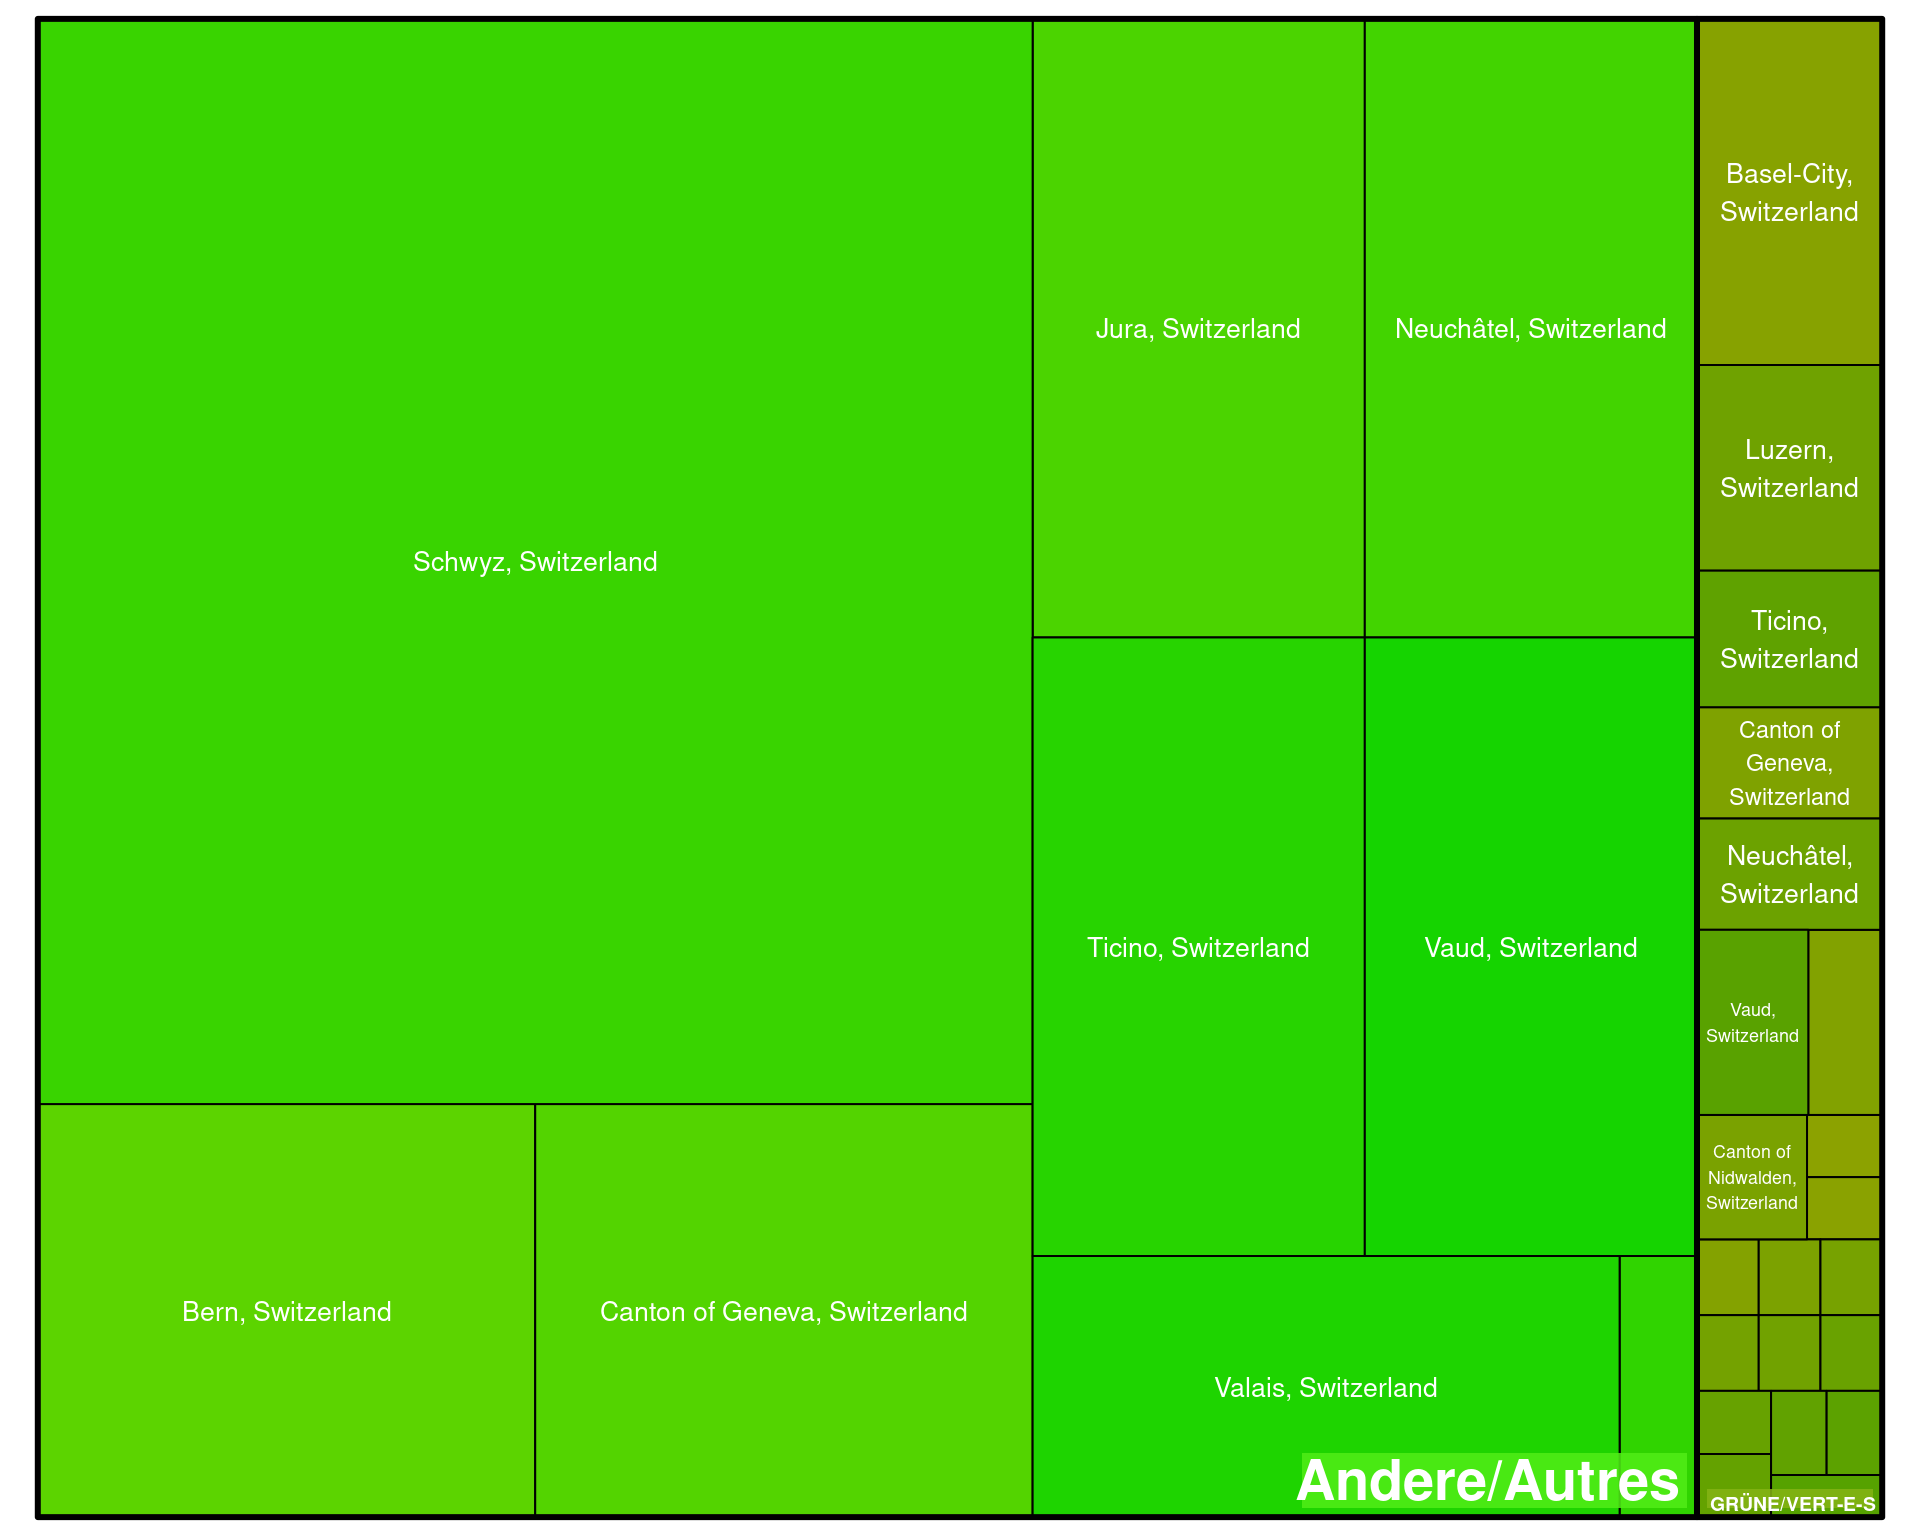 Schwyz, Switzerland
Bern, Switzerland
Canton of Geneva, Switzerland
Jura, Switzerland
Neuchâtel, Switzerland
Ticino, Switzerland
Vaud, Switzerland
Valais, Switzerland
Andere/Autres
Basel-City,
Switzerland
Luzern,
Switzerland
Ticino,
Switzerland
Canton of
Geneva,
Switzerland
Neuchâtel,
Switzerland
Vaud,
Switzerland
Canton of
Nidwalden,
Switzerland
GRÜNE/VERT-E-S